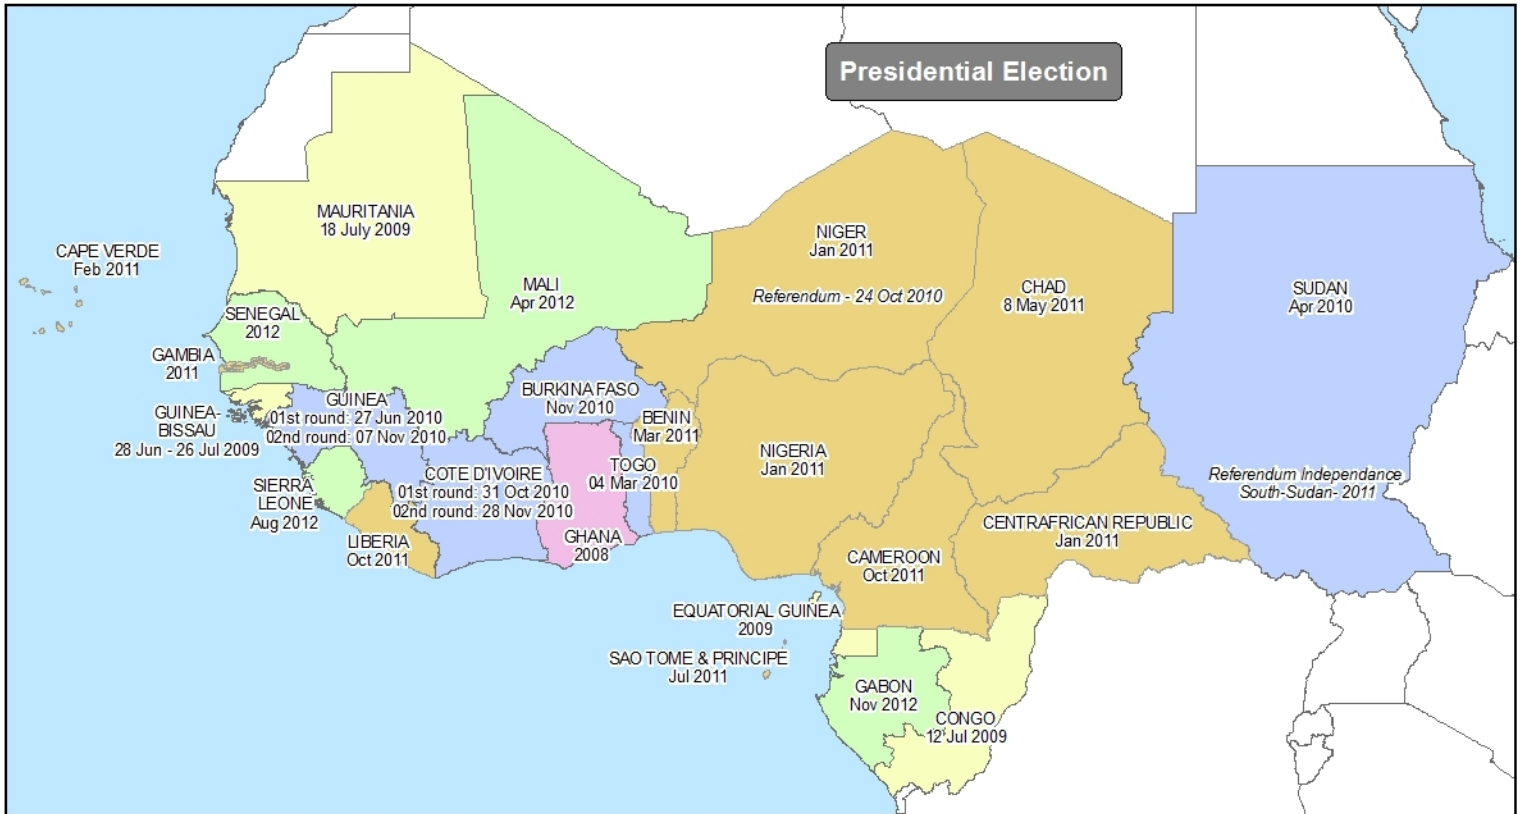 Presidential Election
MAURITANIA
18 July 2009
CAPE VERDE
Feb 2011
NIGER
Jan 2011
Referendum - 24 Oct 2010
MALI
Apr 2012
CHAD
8 May 2011
SUDAN
Apr 2010
SENEGAL
2012
GAMBIA
2011
BURKINA FASO
Nov 2010
GUINEA
01st round: 27 Jun 2010
02nd round: 07 Nov 2010
GUINEA-
BISSAU
28 Jun - 26 Jul 2009
BENIN
Mar 2011
NIGERIA
Jan 2011
TOGO
04 Mar 2010
COTE D'IVOIRE
01st round: 31 Oct 2010
02nd round: 28 Nov 2010
Referendum Independance
South-Sudan- 2011
SIERRA
LEONE
Aug 2012
LIBERIA
Oct 2011
GHANA
2008
CENTRAFRICAN REPUBLIC
Jan 2011
CAMEROON
Oct 2011
EQUATORIAL GUINEA
2009
SAO TOME & PRINCIPE
Jul 2011
GABON
Nov 2012
CONGO
12 Jul 2009